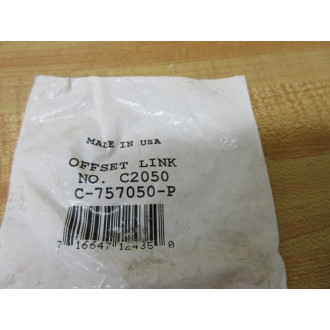 MADE IN USA
OFFSET LINK
NO. C2050
C-757050-P
7 16647 12435 0